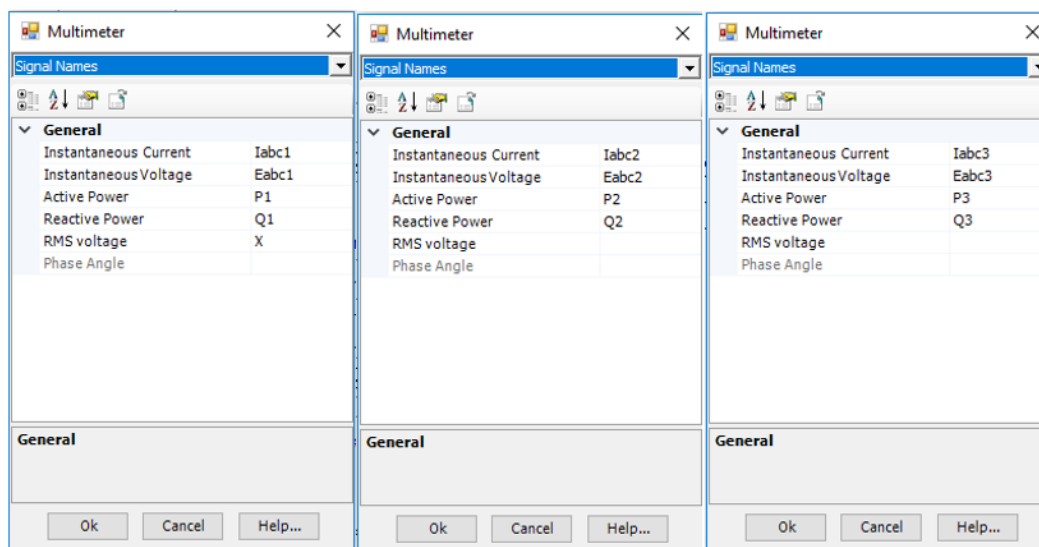 Multimeter
Signal Names
General
Instantaneous Current Iabc1
Instantaneous Voltage Eabc1
Active Power P1
Reactive Power Q1
RMS voltage X
Phase Angle
General
Ok Cancel Help...
Multimeter
Signal Names
General
Instantaneous Current Iabc2
Instantaneous Voltage Eabc2
Active Power P2
Reactive Power Q2
RMS voltage
Phase Angle
General
Ok Cancel Help...
Multimeter
Signal Names
General
Instantaneous Current Iabc3
Instantaneous Voltage Eabc3
Active Power P3
Reactive Power Q3
RMS voltage
Phase Angle
General
Ok Cancel Help...